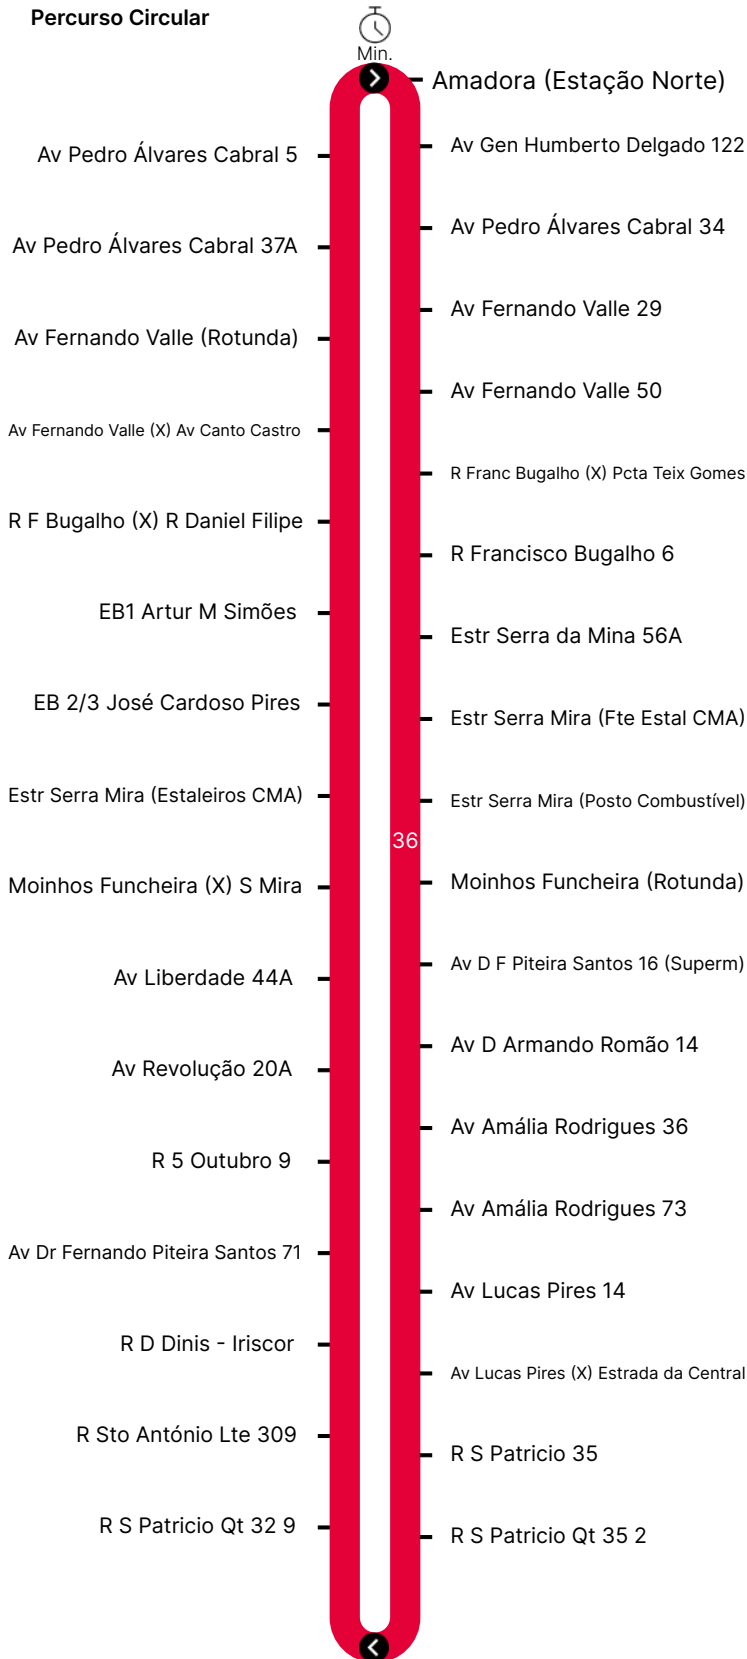 Percurso Circular
Min.
Amadora (Estação Norte)
Av Gen Humberto Delgado 122
Av Pedro Álvares Cabral 34
Av Fernando Valle 29
Av Fernando Valle 50
R Franc Bugalho (X) Pcta Teix Gomes
R Francisco Bugalho 6
Estr Serra da Mina 56A
Estr Serra Mira (Fte Estal CMA)
Estr Serra Mira (Posto Combustível)
36
Moinhos Funcheira (Rotunda)
Av D F Piteira Santos 16 (Superm)
Av D Armando Romão 14
Av Amália Rodrigues 36
Av Amália Rodrigues 73
Av Lucas Pires 14
Av Lucas Pires (X) Estrada da Central
R S Patricio 35
R S Patricio Qt 35 2
Av Pedro Álvares Cabral 5
Av Pedro Álvares Cabral 37A
Av Fernando Valle (Rotunda)
Av Fernando Valle (X) Av Canto Castro
R F Bugalho (X) R Daniel Filipe
EB1 Artur M Simões
EB 2/3 José Cardoso Pires
Estr Serra Mira (Estaleiros CMA)
Moinhos Funcheira (X) S Mira
Av Liberdade 44A
Av Revolução 20A
R 5 Outubro 9
Av Dr Fernando Piteira Santos 71
R D Dinis - Iriscor
R Sto António Lte 309
R S Patricio Qt 32 9